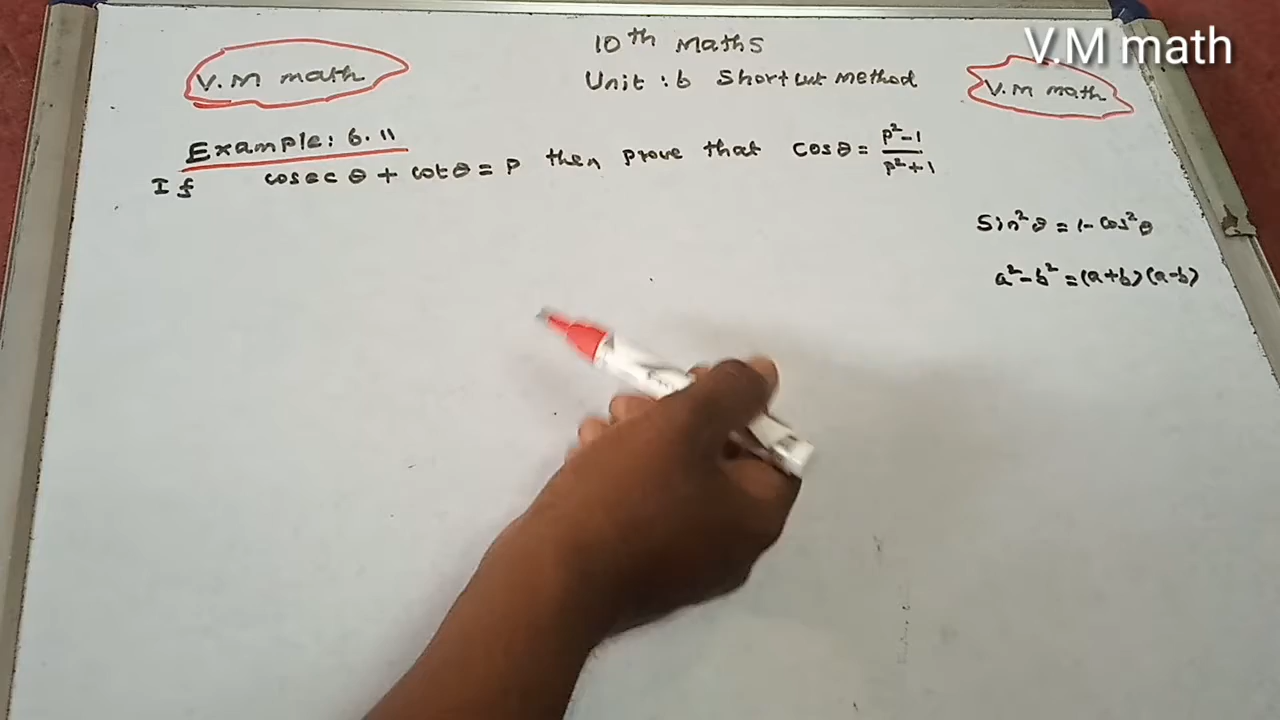 V.M math
10th Maths
V.M math
Unit : 6 Shortcut method
V.M math
Example: 6.11
If cosec θ + cot θ = P then prove that cos θ = P²-1 / P²+1
Sin²θ = 1 - cos²θ
a² - b² = (a+b) (a-b)